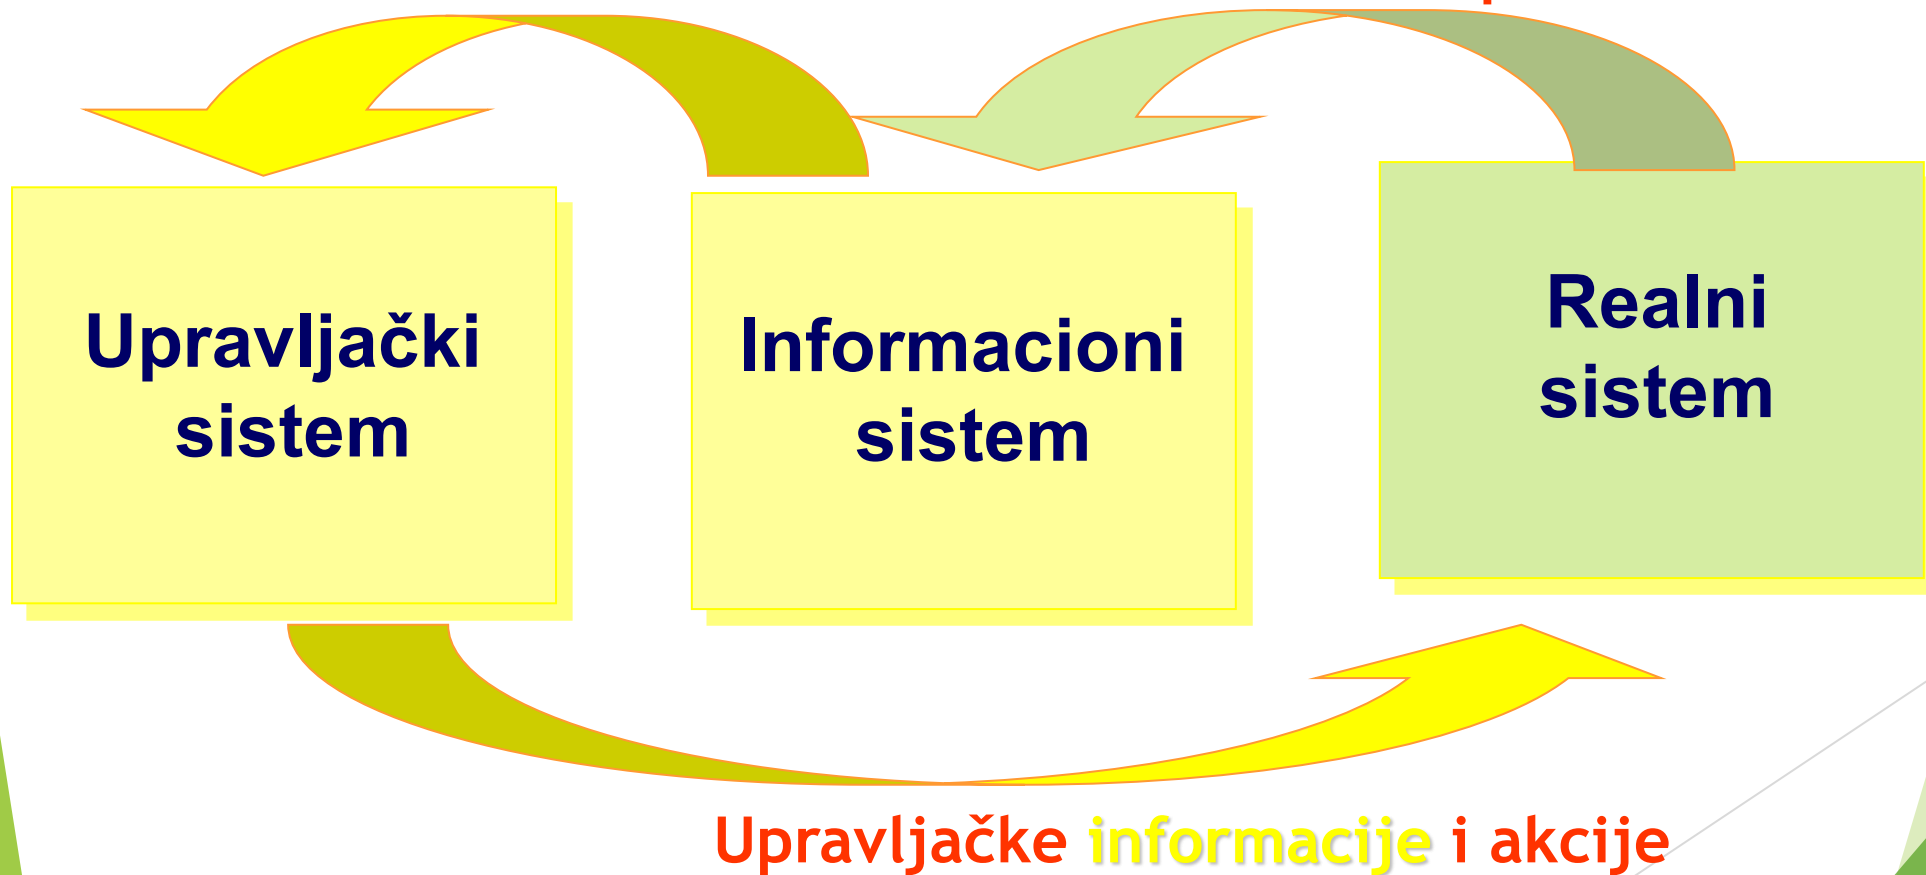 Upravljački
sistem
Informacioni
sistem
Realni
sistem
Upravljačke informacije i akcije